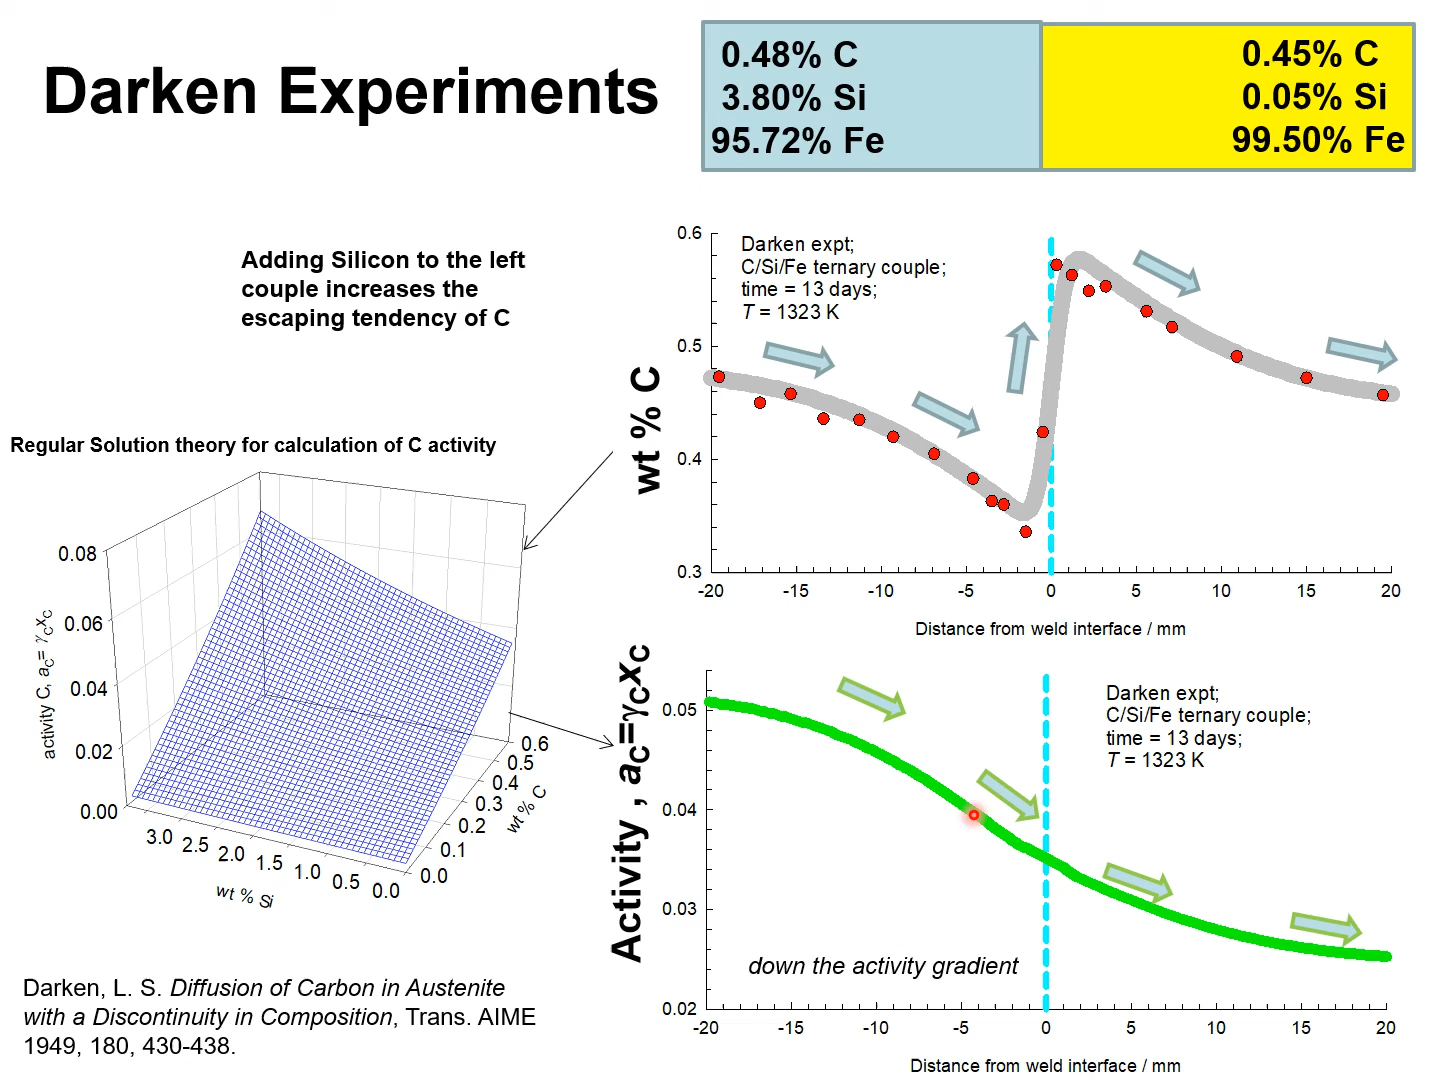 Darken Experiments
0.48% C
3.80% Si
95.72% Fe
0.45% C
0.05% Si
99.50% Fe
Adding Silicon to the left
couple increases the
escaping tendency of C
Regular Solution theory for calculation of C activity
0.08
0.06
0.04
0.02
0.00
activity C, aC= γCxC
3.0
2.5
2.0
1.5
1.0
0.5
0.0
wt % Si
0.0
0.1
0.2
0.3
0.4
0.5
0.6
wt % C
Darken, L. S. Diffusion of Carbon in Austenite
with a Discontinuity in Composition, Trans. AIME
1949, 180, 430-438.
0.6
0.5
0.4
0.3
wt % C
Darken expt;
C/Si/Fe ternary couple;
time = 13 days;
T = 1323 K
-20 -15 -10 -5 0 5 10 15 20
Distance from weld interface / mm
0.05
0.04
0.03
0.02
Activity , aC=γCxC
Darken expt;
C/Si/Fe ternary couple;
time = 13 days;
T = 1323 K
down the activity gradient
-20 -15 -10 -5 0 5 10 15 20
Distance from weld interface / mm